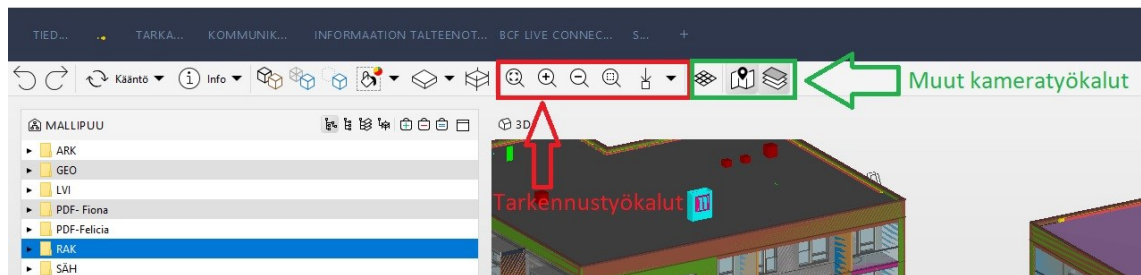 TIED...
TARKA...
KOMMUNIK...
INFORMAATION TALTEENOT...
BCF LIVE CONNEC...
S...
+
Kääntö
Info
Muut kameratyökalut
MALLIPUU
3D
ARK
GEO
LVI
PDF- Fiona
PDF-Felicia
RAK
SÄH
Tarkennustyökalut